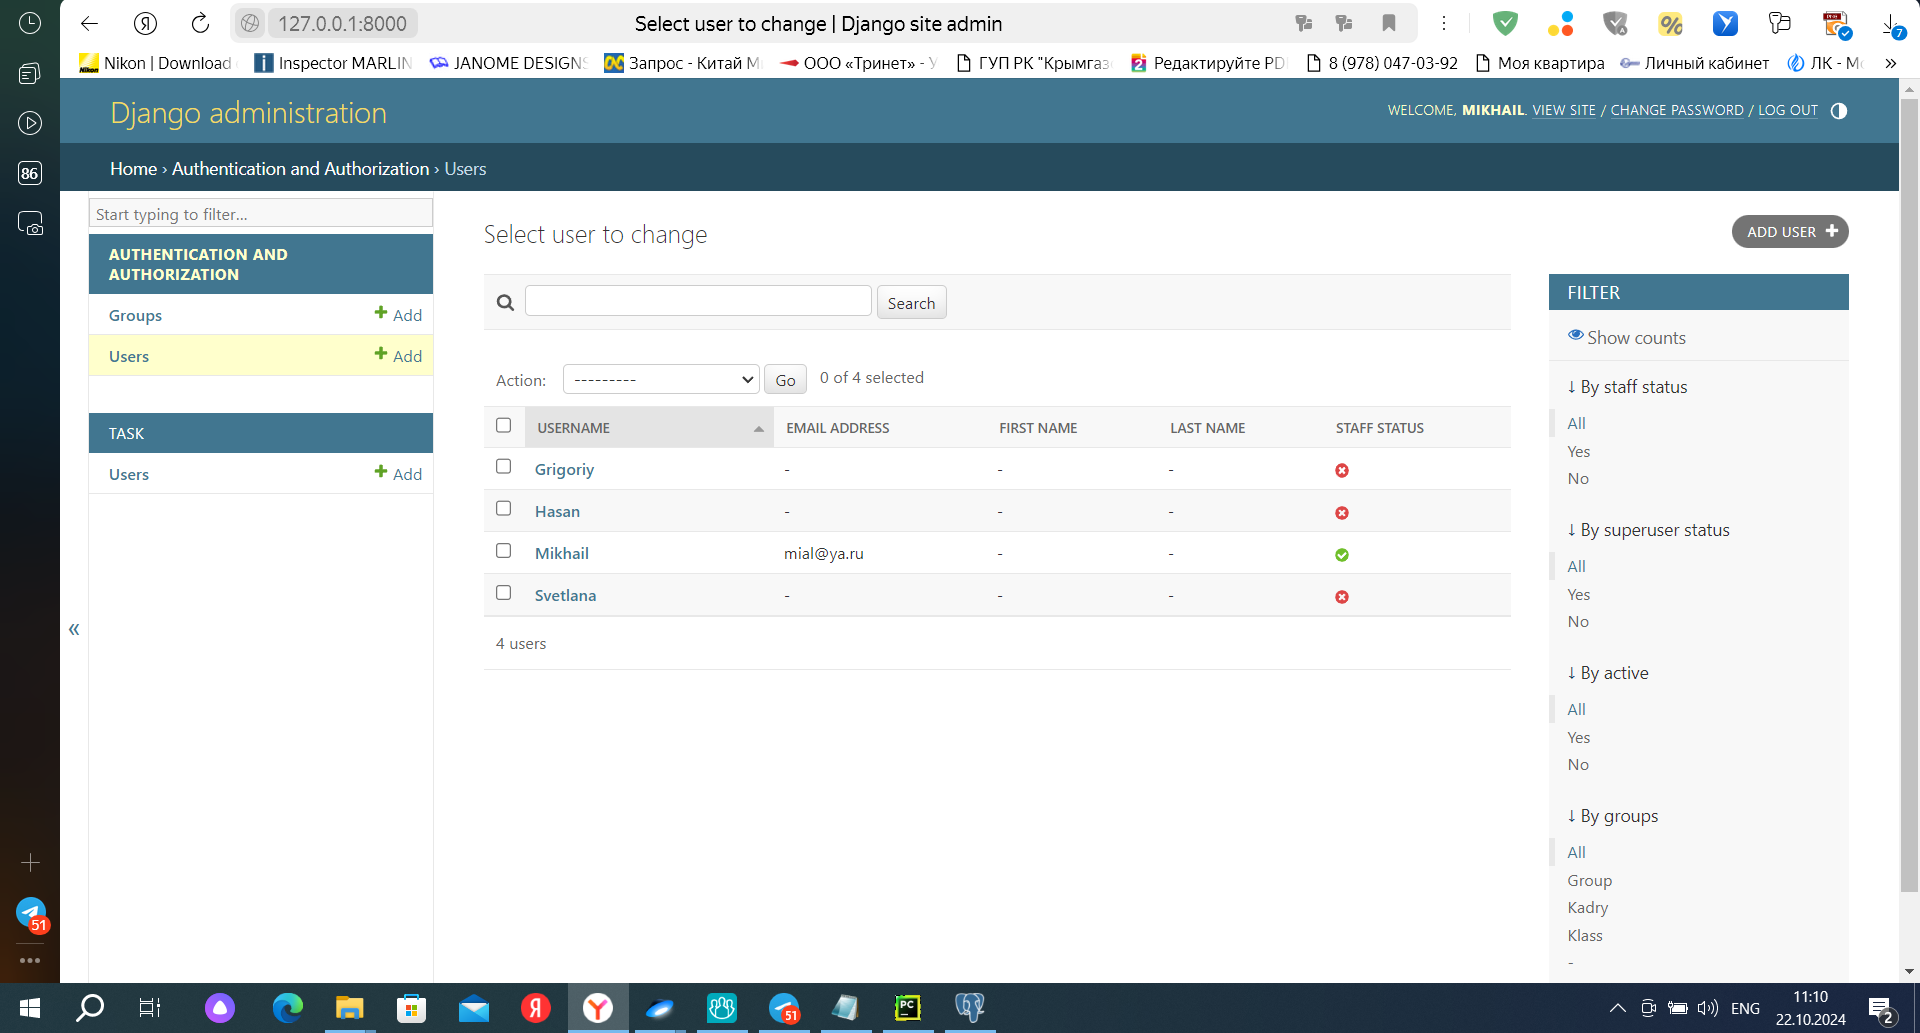 127.0.0.1:8000
Select user to change | Django site admin
Nikon | Download
Inspector MARLIN
JANOME DESIGNS
Запрос - Китай М
ООО «Тринет» - У
ГУП РК "Крымгаз
Редактируйте PD
8 (978) 047-03-92
Моя квартира
Личный кабинет
ЛК - Мо
»
7
86
Django administration
WELCOME, MIKHAIL. VIEW SITE / CHANGE PASSWORD / LOG OUT
Home › Authentication and Authorization › Users
Start typing to filter...
AUTHENTICATION AND
AUTHORIZATION
Groups
Add
Users
Add
TASK
Users
Add
«
Select user to change
ADD USER
Search
Action:
---------
Go
0 of 4 selected
USERNAME EMAIL ADDRESS FIRST NAME LAST NAME STAFF STATUS
Grigoriy - - -
Hasan - - -
Mikhail mial@ya.ru - -
Svetlana - - -
4 users
FILTER
Show counts
↓ By staff status
All
Yes
No
↓ By superuser status
All
Yes
No
↓ By active
All
Yes
No
↓ By groups
All
Group
Kadry
Klass
-
51
51
PC
ENG
11:10
22.10.2024
2